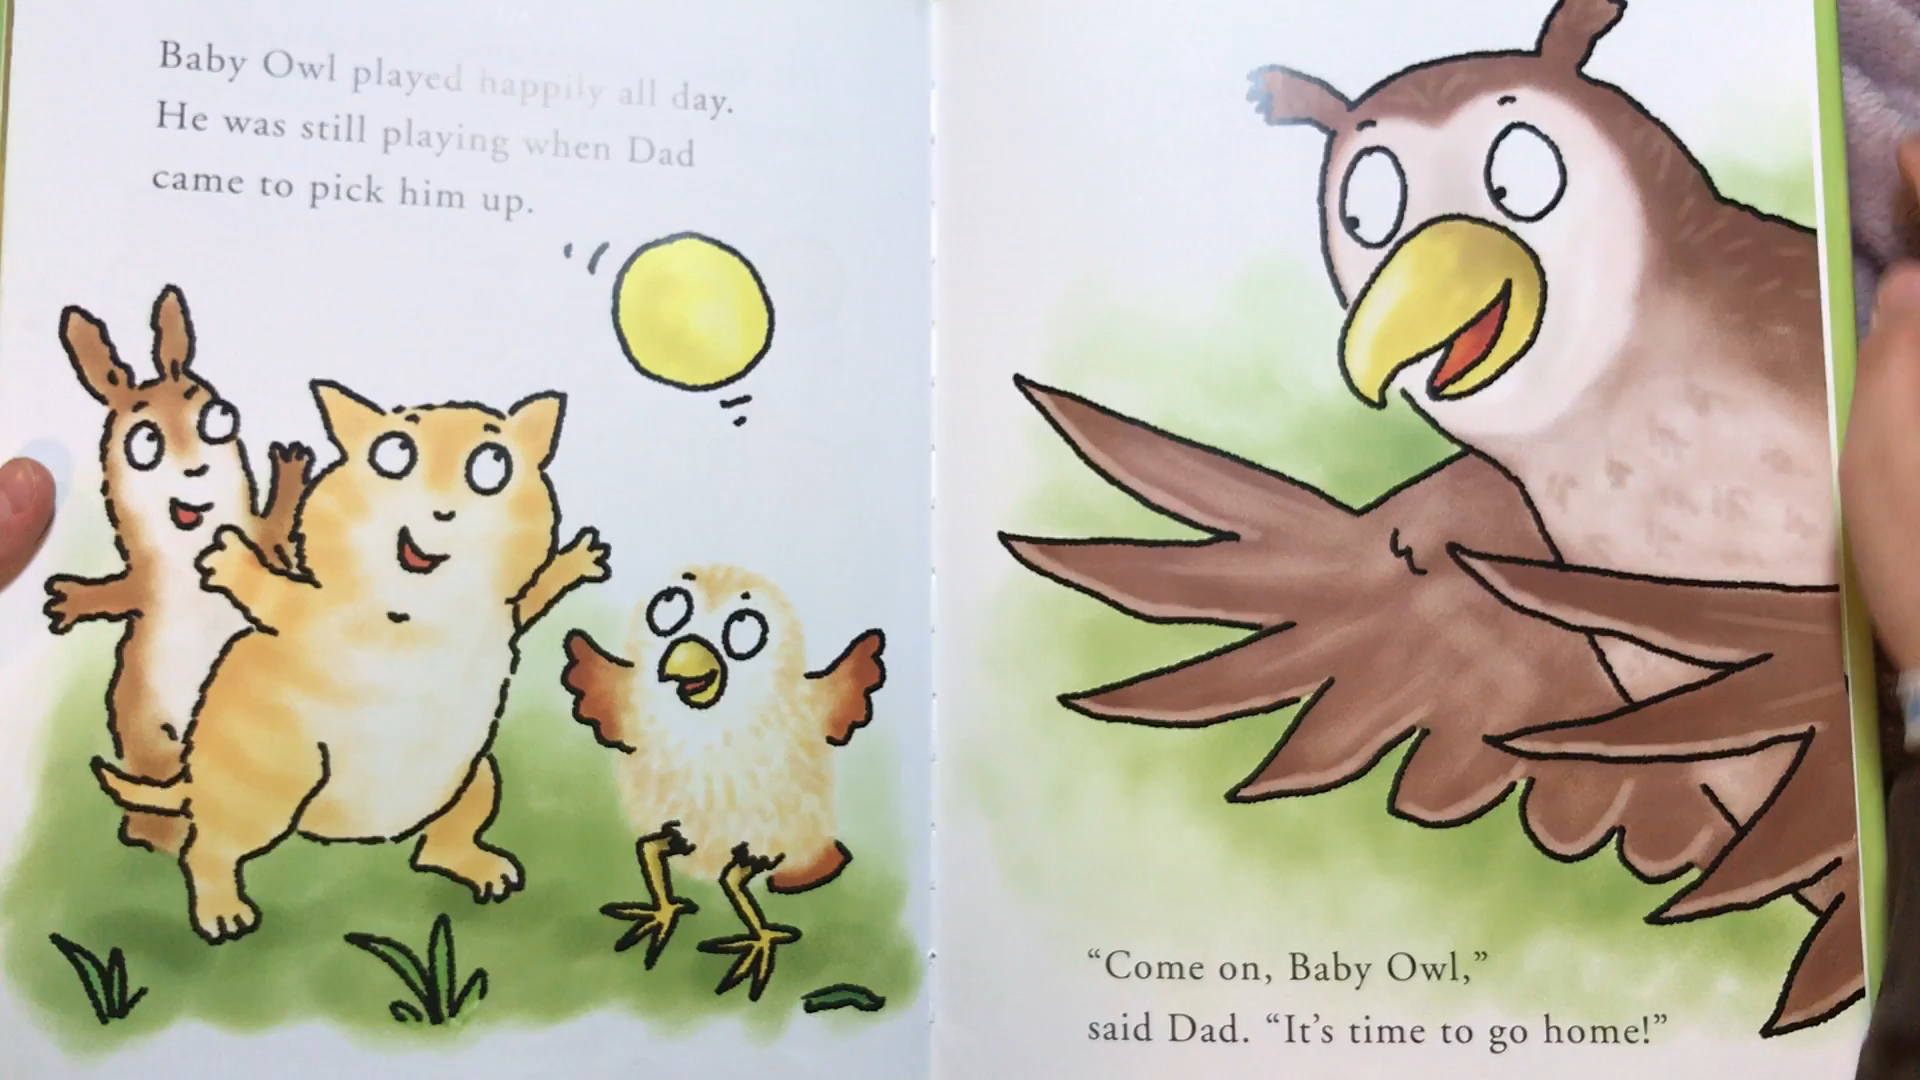 Baby Owl played happily all day.
He was still playing when Dad
came to pick him up.
“Come on, Baby Owl,”
said Dad. “It’s time to go home!”